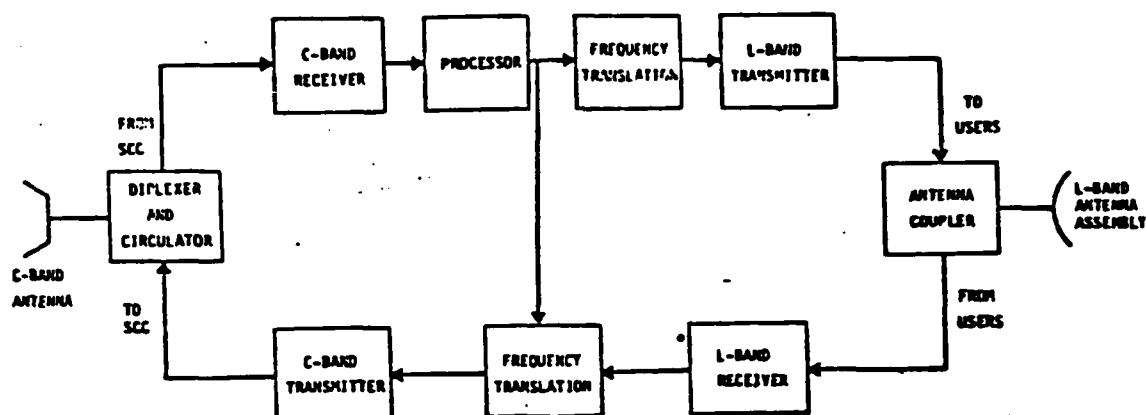 C-BAND
RECEIVER
PROCESSOR
FREQUENCY
TRANSLATION
L-BAND
TRANSMITTER
FROM
SCC
TO
USERS
DIPLEXER
AND
CIRCULATOR
ANTENNA
COUPLER
L-BAND
ANTENNA
ASSEMBLY
C-BAND
ANTENNA
TO
SCC
FROM
USERS
C-BAND
TRANSMITTER
FREQUENCY
TRANSLATION
L-BAND
RECEIVER